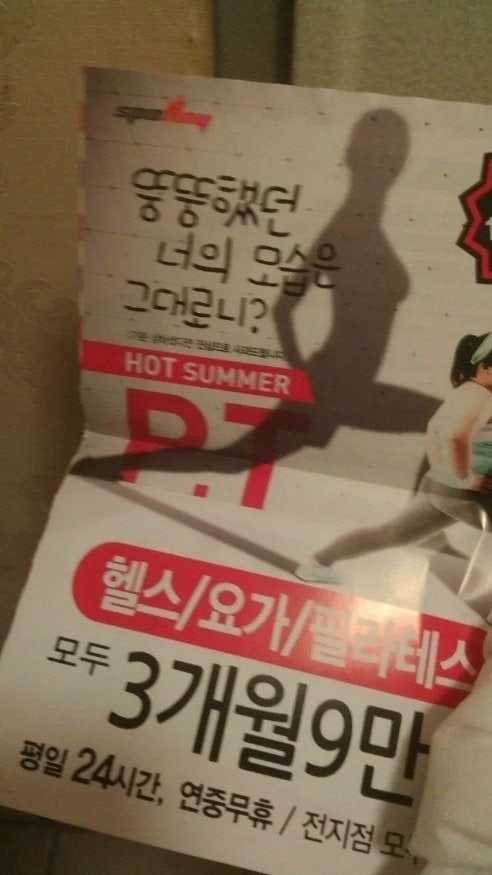 뚱뚱했던
너의 모습은
그대로니?
HOT SUMMER
P.T
헬스/요가/필라테스
모두 3개월9만
평일 24시간, 연중무휴 / 전지점 모